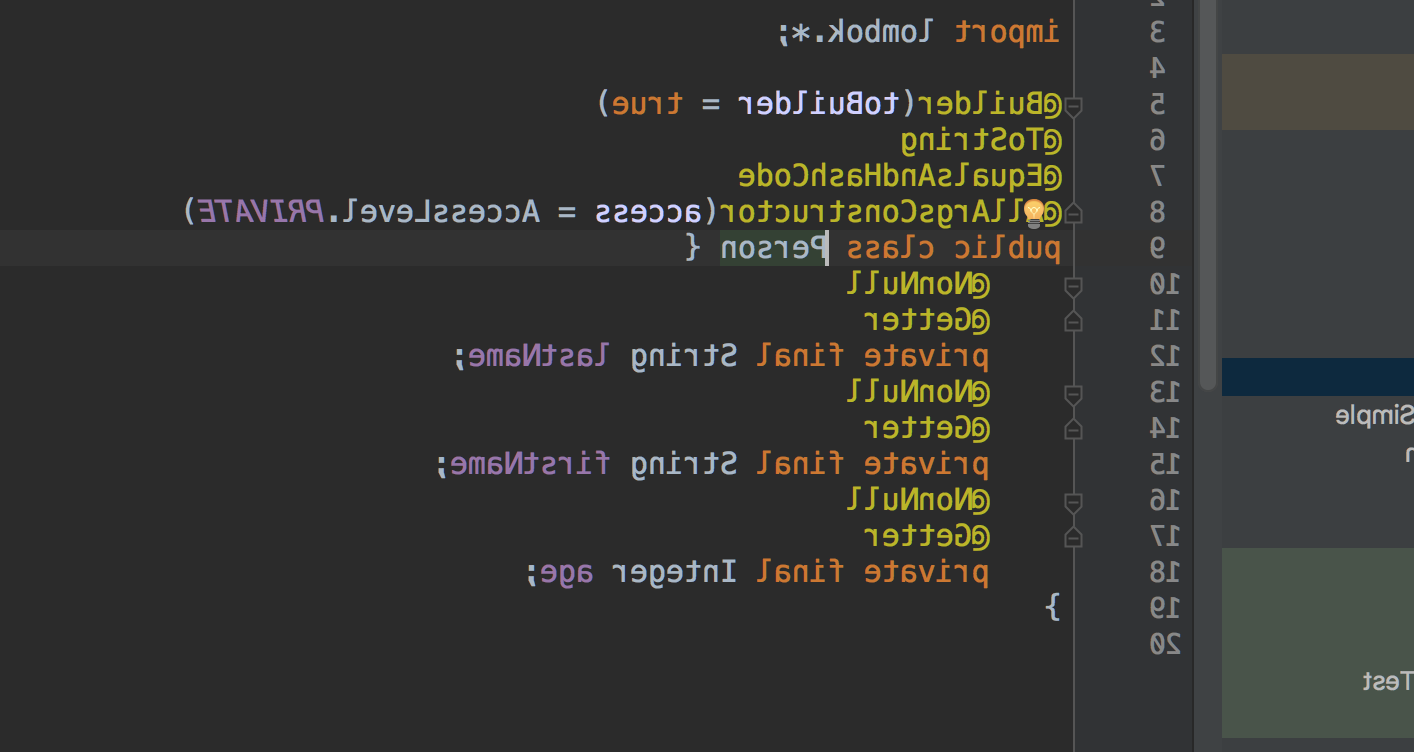 2
3 import lombok.*;
4
5 @Builder(toBuilder = true)
6 @ToString
7 @EqualsAndHashCode
8 @AllArgsConstructor(access = AccessLevel.PRIVATE)
9 public class Person {
10 @NonNull
11 @Getter
12 private final String lastName;
13 @NonNull
14 @Getter
15 private final String firstName;
16 @NonNull
17 @Getter
18 private final Integer age;
19 }
20
Simple
n
Test